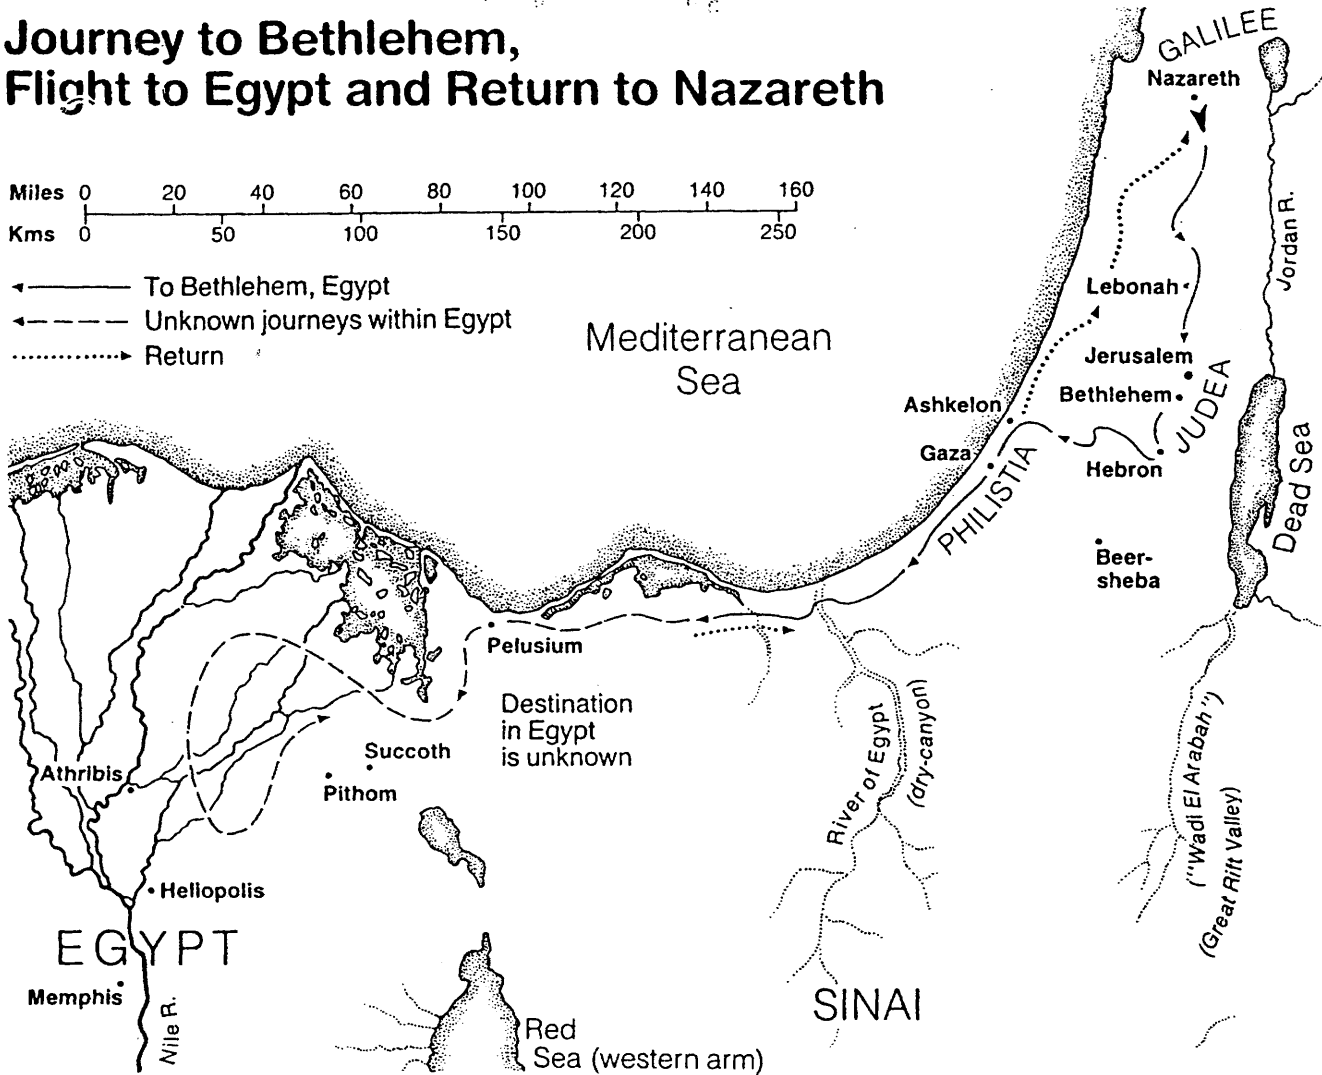 Journey to Bethlehem,
Flight to Egypt and Return to Nazareth
Miles 0 20 40 60 80 100 120 140 160
Kms 0 50 100 150 200 250
To Bethlehem, Egypt
Unknown journeys within Egypt
Return
Mediterranean
Sea
GALILEE
Nazareth
Jordan R.
Lebonah
Jerusalem
Bethlehem
JUDEA
Ashkelon
Gaza
PHILISTIA
Hebron
Dead Sea
Beer-
sheba
Pelusium
Destination
in Egypt
is unknown
Succoth
Pithom
Athribis
Heliopolis
EGYPT
Memphis
Nile R.
River of Egypt
(dry-canyon)
("Wadi El Arabah")
(Great Rift Valley)
SINAI
Red
Sea (western arm)